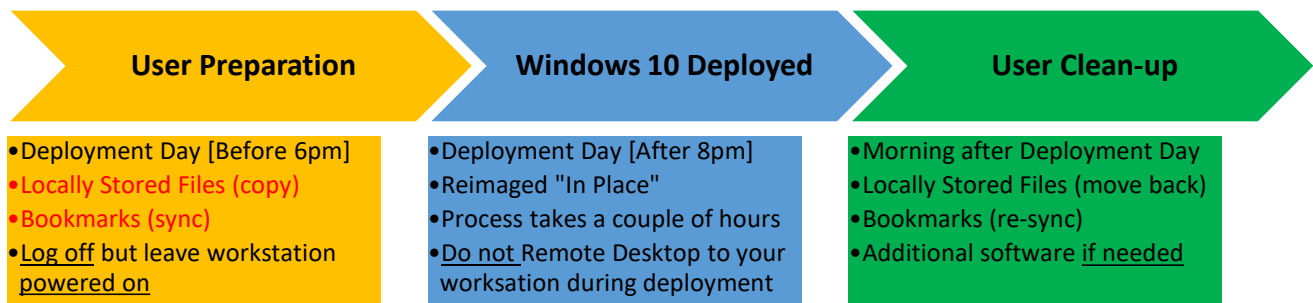 User Preparation
Windows 10 Deployed
User Clean-up
•Deployment Day [Before 6pm]
•Locally Stored Files (copy)
•Bookmarks (sync)
•Log off but leave workstation
powered on
•Deployment Day [After 8pm]
•Reimaged "In Place"
•Process takes a couple of hours
•Do not Remote Desktop to your
worksation during deployment
•Morning after Deployment Day
•Locally Stored Files (move back)
•Bookmarks (re-sync)
•Additional software if needed